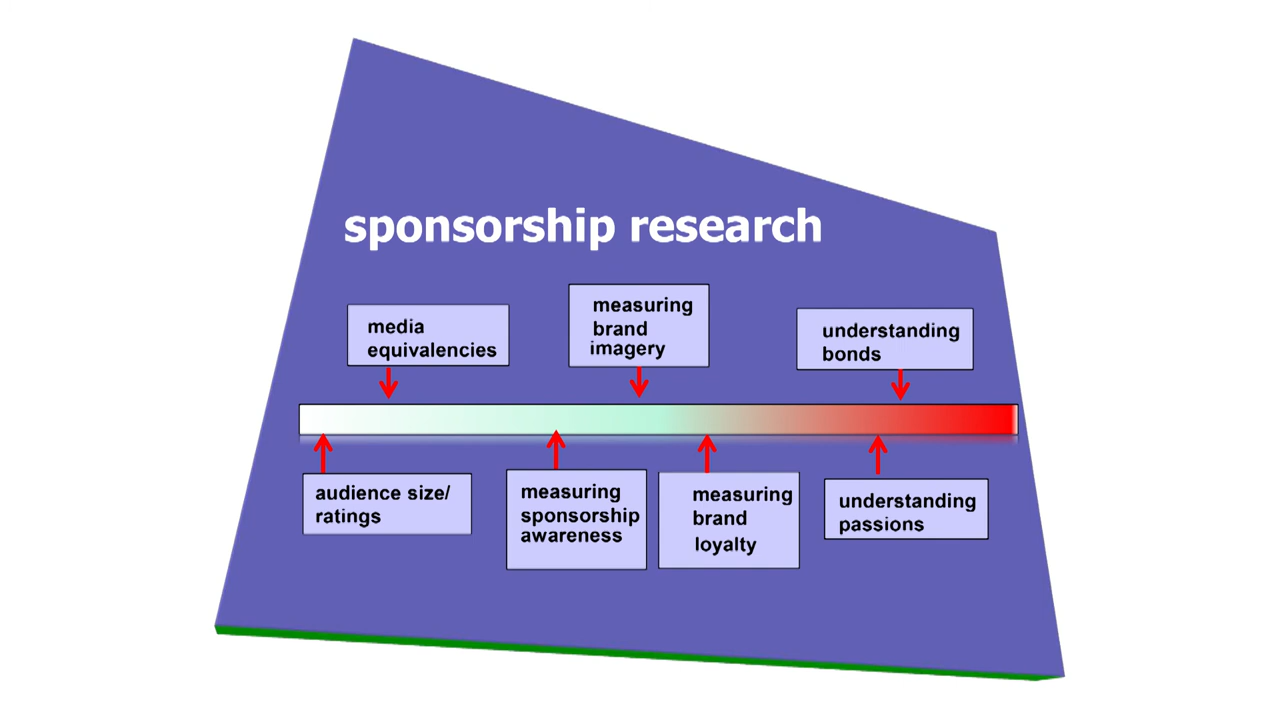 sponsorship research
media
equivalencies
measuring
brand
imagery
understanding
bonds
audience size/
ratings
measuring
sponsorship
awareness
measuring
brand
loyalty
understanding
passions